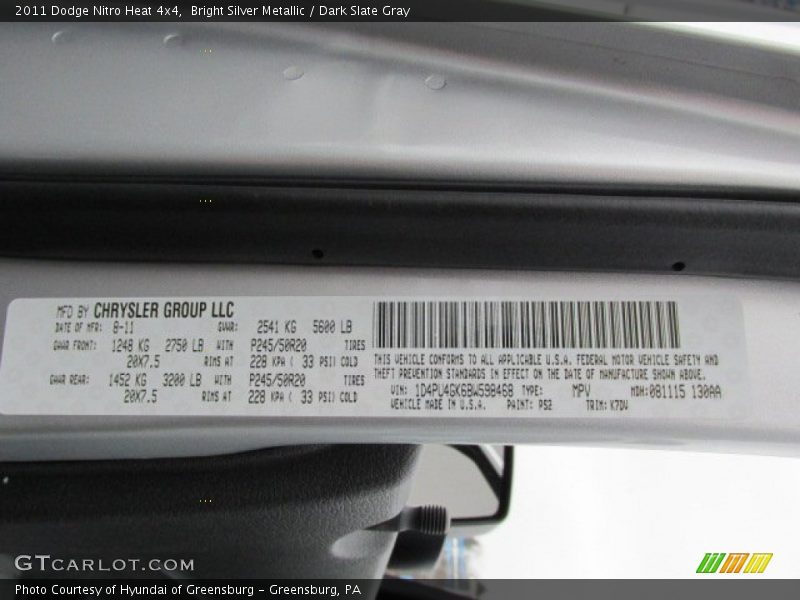 2011 Dodge Nitro Heat 4x4, Bright Silver Metallic / Dark Slate Gray
MFD BY CHRYSLER GROUP LLC
DATE OF MFR: 8-11 GVWR: 2541 KG 5600 LB
GAWR FRONT: 1248 KG 2750 LB WITH P245/50R20 TIRES
20X7.5 RIMS AT 228 KPA ( 33 PSI) COLD
GAWR REAR: 1452 KG 3200 LB WITH P245/50R20 TIRES
20X7.5 RIMS AT 228 KPA ( 33 PSI) COLD
THIS VEHICLE CONFORMS TO ALL APPLICABLE U.S.A. FEDERAL MOTOR VEHICLE SAFETY AND
THEFT PREVENTION STANDARDS IN EFFECT ON THE DATE OF MANUFACTURE SHOWN ABOVE.
VIN: 1D4PU4GK6BW598468 TYPE: MPV MDH: 081115 130AA
VEHICLE MADE IN U.S.A. PAINT: PS2 TRIM: K7DV
GTCARLOT.COM
Photo Courtesy of Hyundai of Greensburg - Greensburg, PA